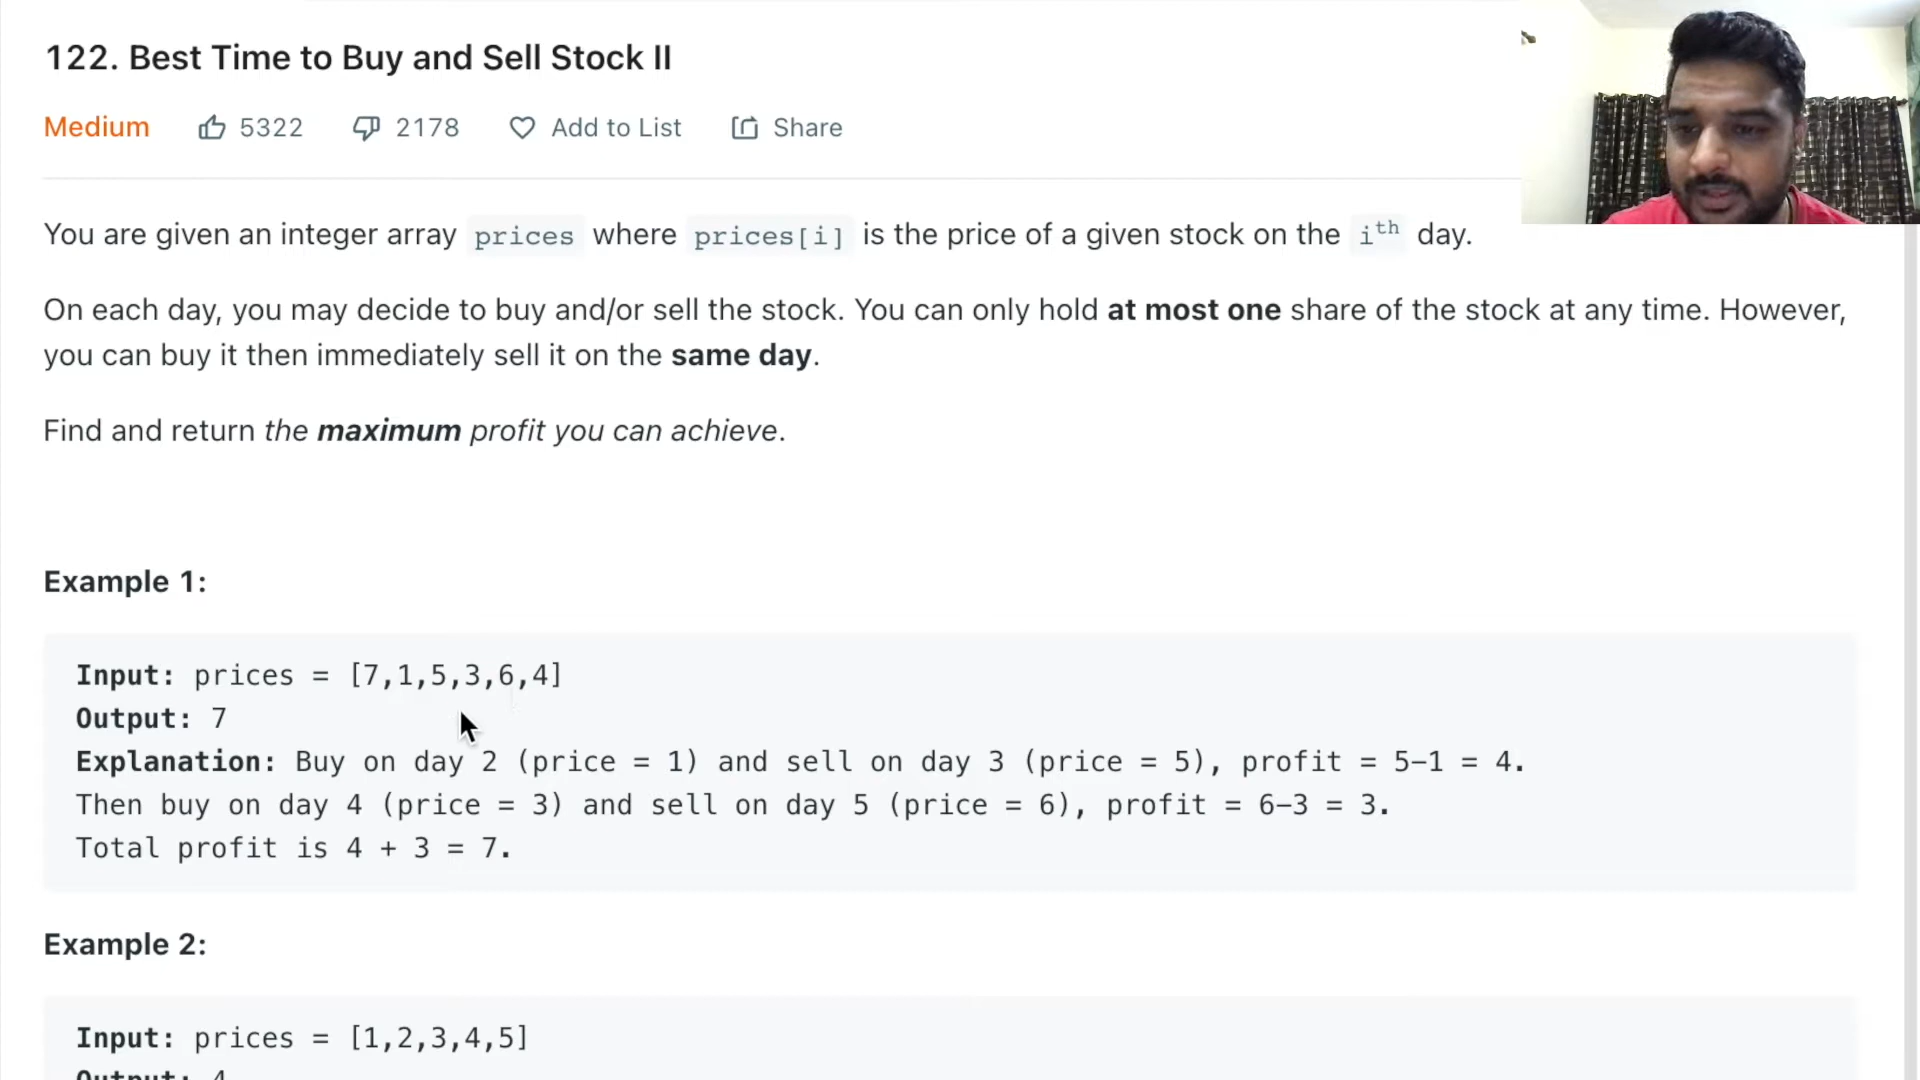 122. Best Time to Buy and Sell Stock II
Medium 5322 2178 Add to List Share
You are given an integer array prices where prices[i] is the price of a given stock on the ith day.
On each day, you may decide to buy and/or sell the stock. You can only hold at most one share of the stock at any time. However,
you can buy it then immediately sell it on the same day.
Find and return the maximum profit you can achieve.
Example 1:
Input: prices = [7,1,5,3,6,4]
Output: 7
Explanation: Buy on day 2 (price = 1) and sell on day 3 (price = 5), profit = 5-1 = 4.
Then buy on day 4 (price = 3) and sell on day 5 (price = 6), profit = 6-3 = 3.
Total profit is 4 + 3 = 7.
Example 2:
Input: prices = [1,2,3,4,5]
Output: 4